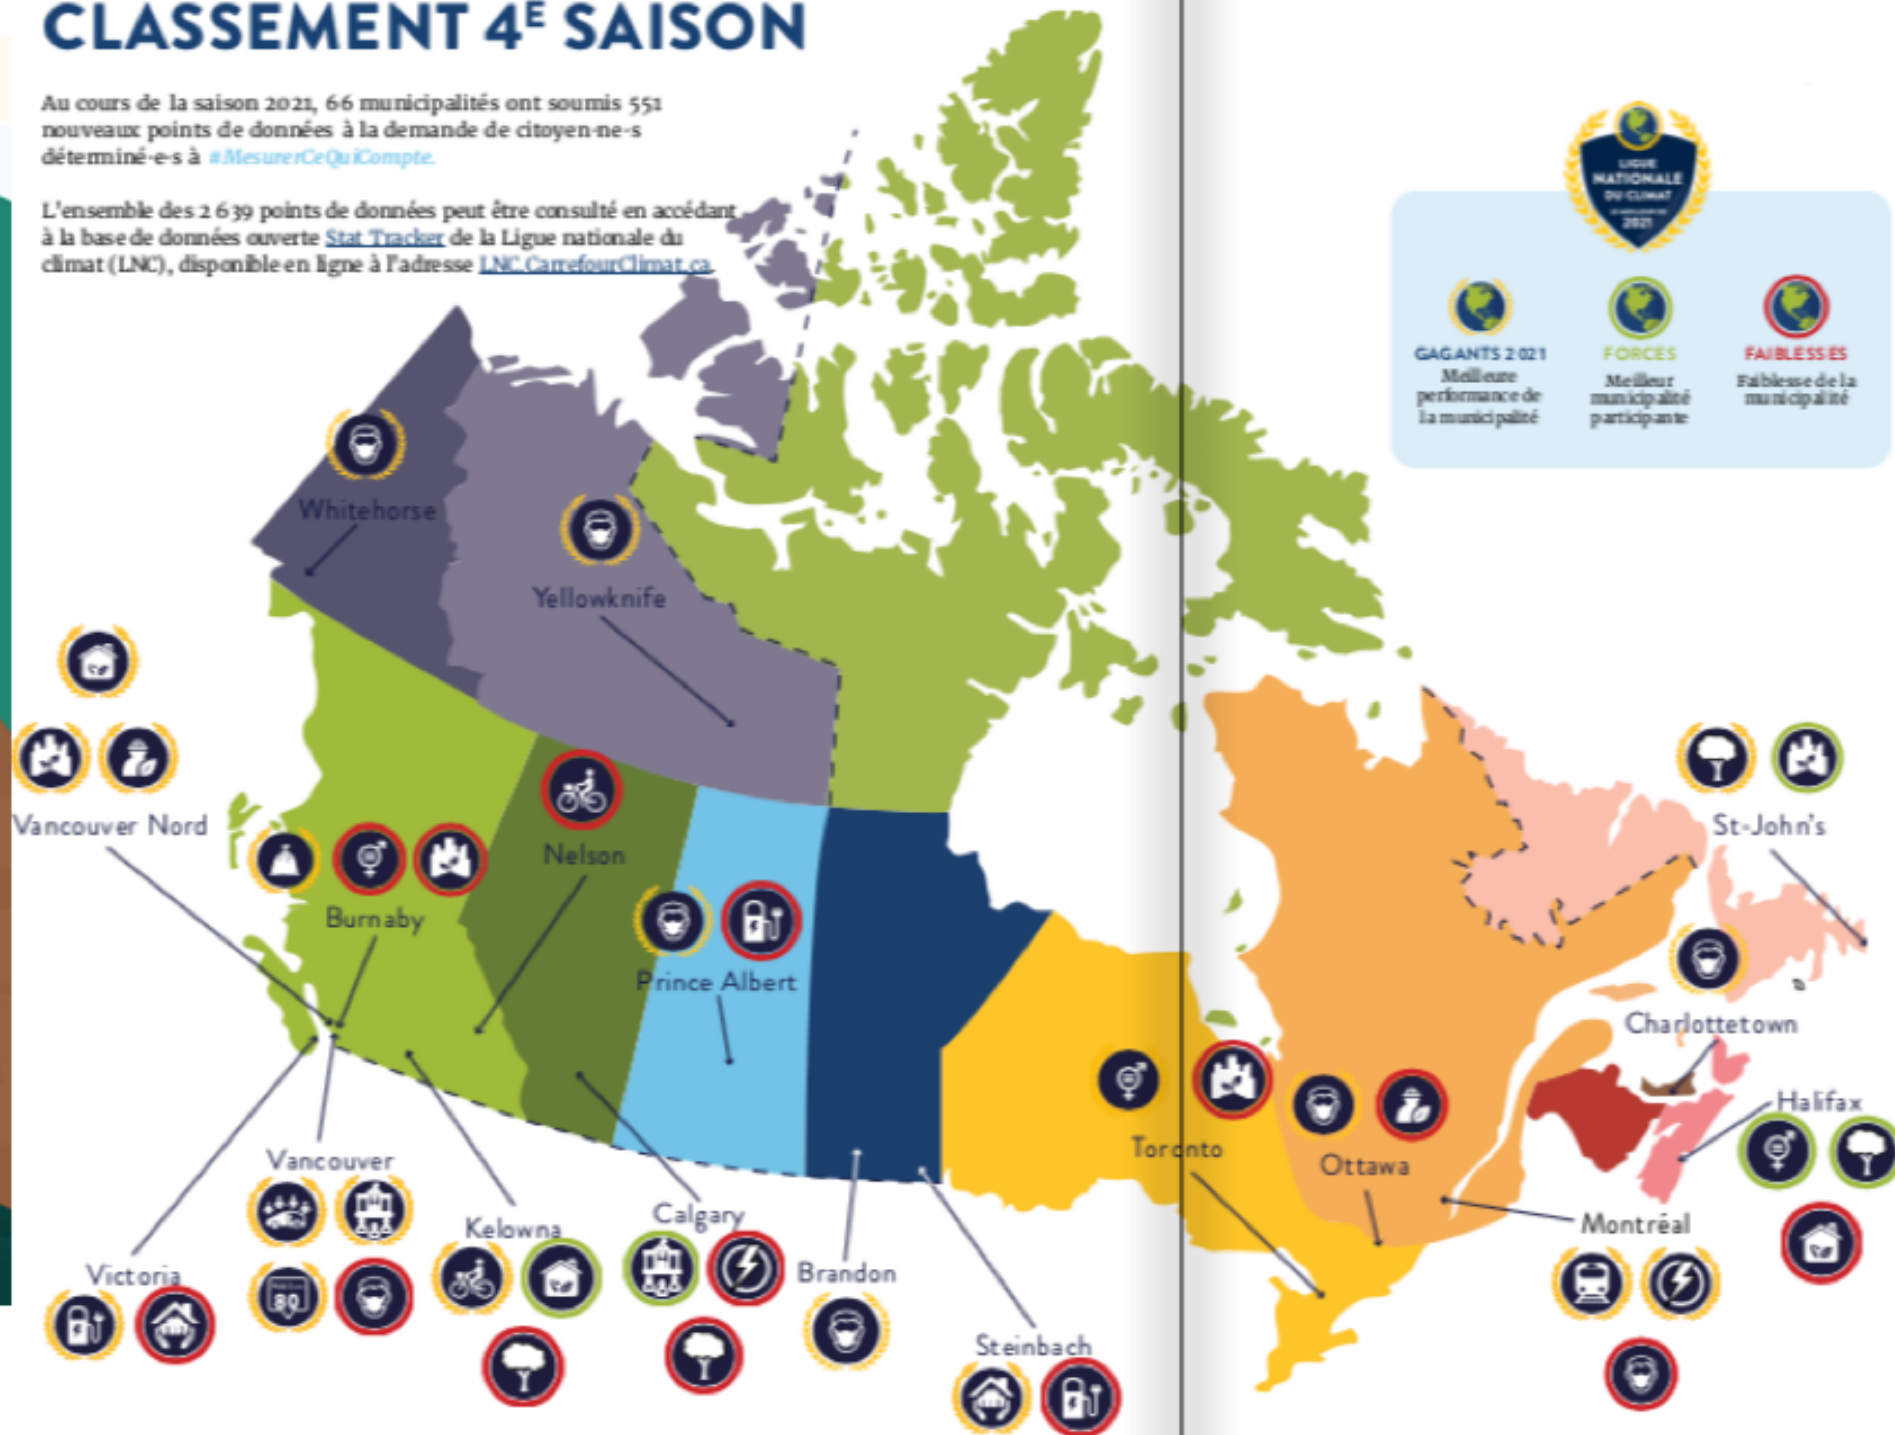 CLASSEMENT 4E SAISON
Au cours de la saison 2021, 66 municipalités ont soumis 551
nouveaux points de données à la demande de citoyen·ne·s
déterminé·e·s à #MesurerCeQuiCompte.
L'ensemble des 2 639 points de données peut être consulté en accédant
à la base de données ouverte Stat Tracker de la Ligue nationale du
climat (LNC), disponible en ligne à l'adresse LNC.CarrefourClimat.ca.
LIGUE
NATIONALE
DU CLIMAT
2021
GAGANTS 2021
Meilleure
performance de
la municipalité
FORCES
Meilleur
municipalité
participante
FAIBLESSES
Faiblesse de la
municipalité
Whitehorse
Yellowknife
Vancouver Nord
Burnaby
Nelson
Prince Albert
St-John's
Charlottetown
Halifax
Toronto
Ottawa
Montréal
Vancouver
Kelowna
Calgary
Brandon
Victoria
80
Steinbach